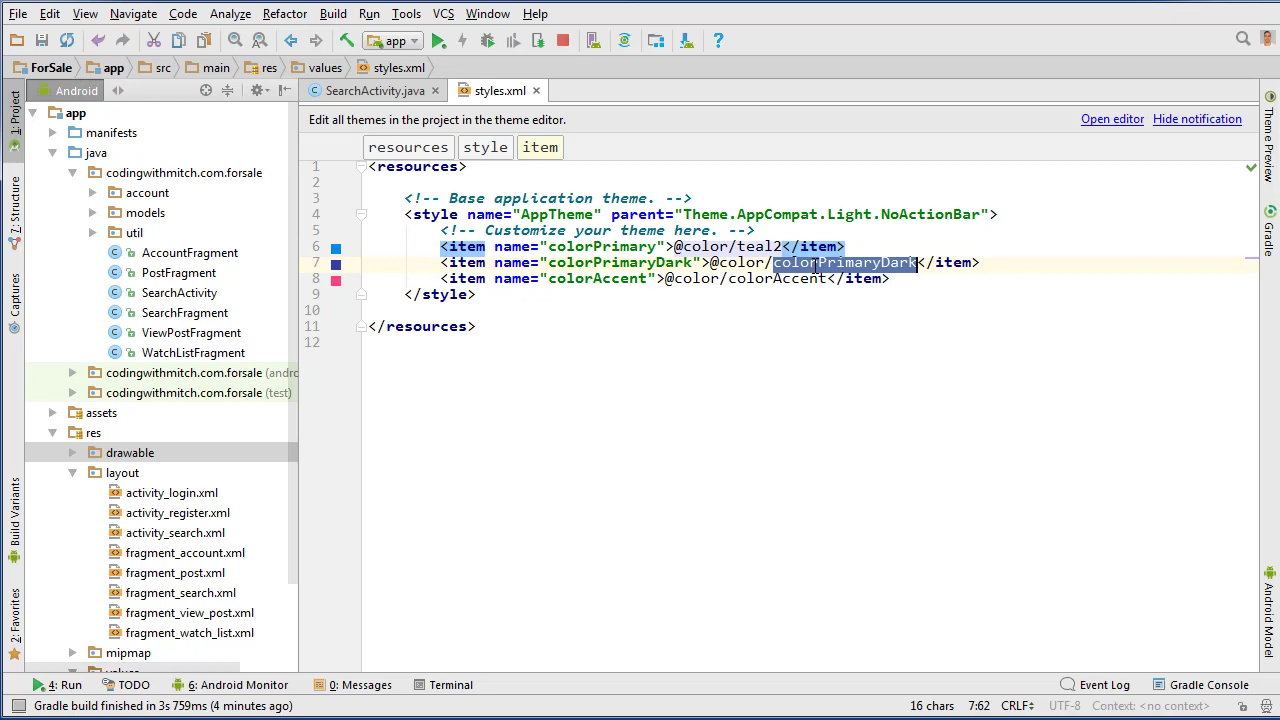 File Edit View Navigate Code Analyze Refactor Build Run Tools VCS Window Help
app
ForSale app src main res values styles.xml
1: Project
Android
SearchActivity.java
styles.xml
Edit all themes in the project in the theme editor.
Open editor Hide notification
resources style item
app
manifests
java
codingwithmitch.com.forsale
account
models
util
AccountFragment
PostFragment
SearchActivity
SearchFragment
ViewPostFragment
WatchListFragment
codingwithmitch.com.forsale (andro
codingwithmitch.com.forsale (test)
assets
res
drawable
layout
activity_login.xml
activity_register.xml
activity_search.xml
fragment_account.xml
fragment_post.xml
fragment_search.xml
fragment_view_post.xml
fragment_watch_list.xml
mipmap
1 <resources>
2
3 <!-- Base application theme. -->
4 <style name="AppTheme" parent="Theme.AppCompat.Light.NoActionBar">
5 <!-- Customize your theme here. -->
6 <item name="colorPrimary">@color/teal2</item>
7 <item name="colorPrimaryDark">@color/colorPrimaryDark</item>
8 <item name="colorAccent">@color/colorAccent</item>
9 </style>
10
11 </resources>
12
7: Structure
Captures
Build Variants
2: Favorites
Theme Preview
Gradle
Android Model
4: Run TODO 6: Android Monitor 0: Messages Terminal Event Log Gradle Console
Gradle build finished in 3s 759ms (4 minutes ago) 16 chars 7:62 CRLF UTF-8 Context: <no context>